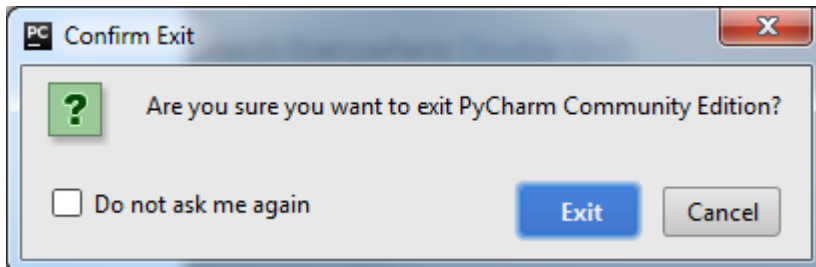 PC Confirm Exit
? Are you sure you want to exit PyCharm Community Edition?
Do not ask me again
Exit Cancel